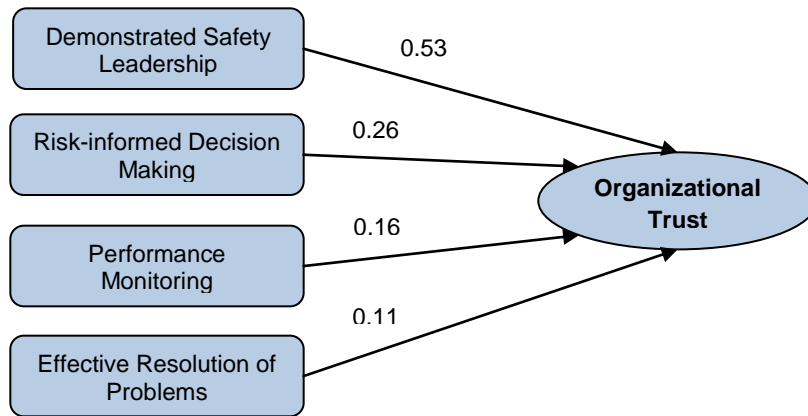 Demonstrated Safety
Leadership
0.53
Risk-informed Decision
Making
0.26
Organizational
Trust
Performance
Monitoring
0.16
0.11
Effective Resolution of
Problems